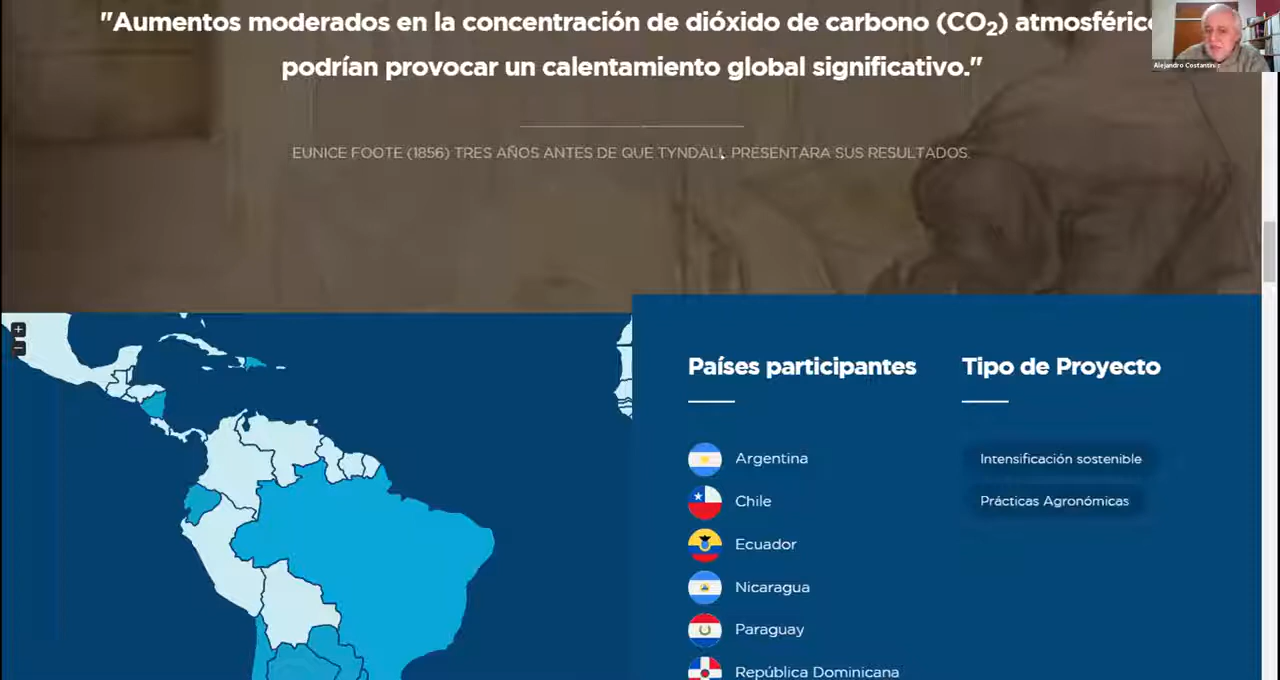 "Aumentos moderados en la concentración de dióxido de carbono (CO₂) atmosféric
podrían provocar un calentamiento global significativo."
Alejandro Costantini
EUNICE FOOTE (1856) TRES AÑOS ANTES DE QUE TYNDALL PRESENTARA SUS RESULTADOS.
+
−
Países participantes
Argentina
Chile
Ecuador
Nicaragua
Paraguay
República Dominicana
Tipo de Proyecto
Intensificación sostenible
Prácticas Agronómicas